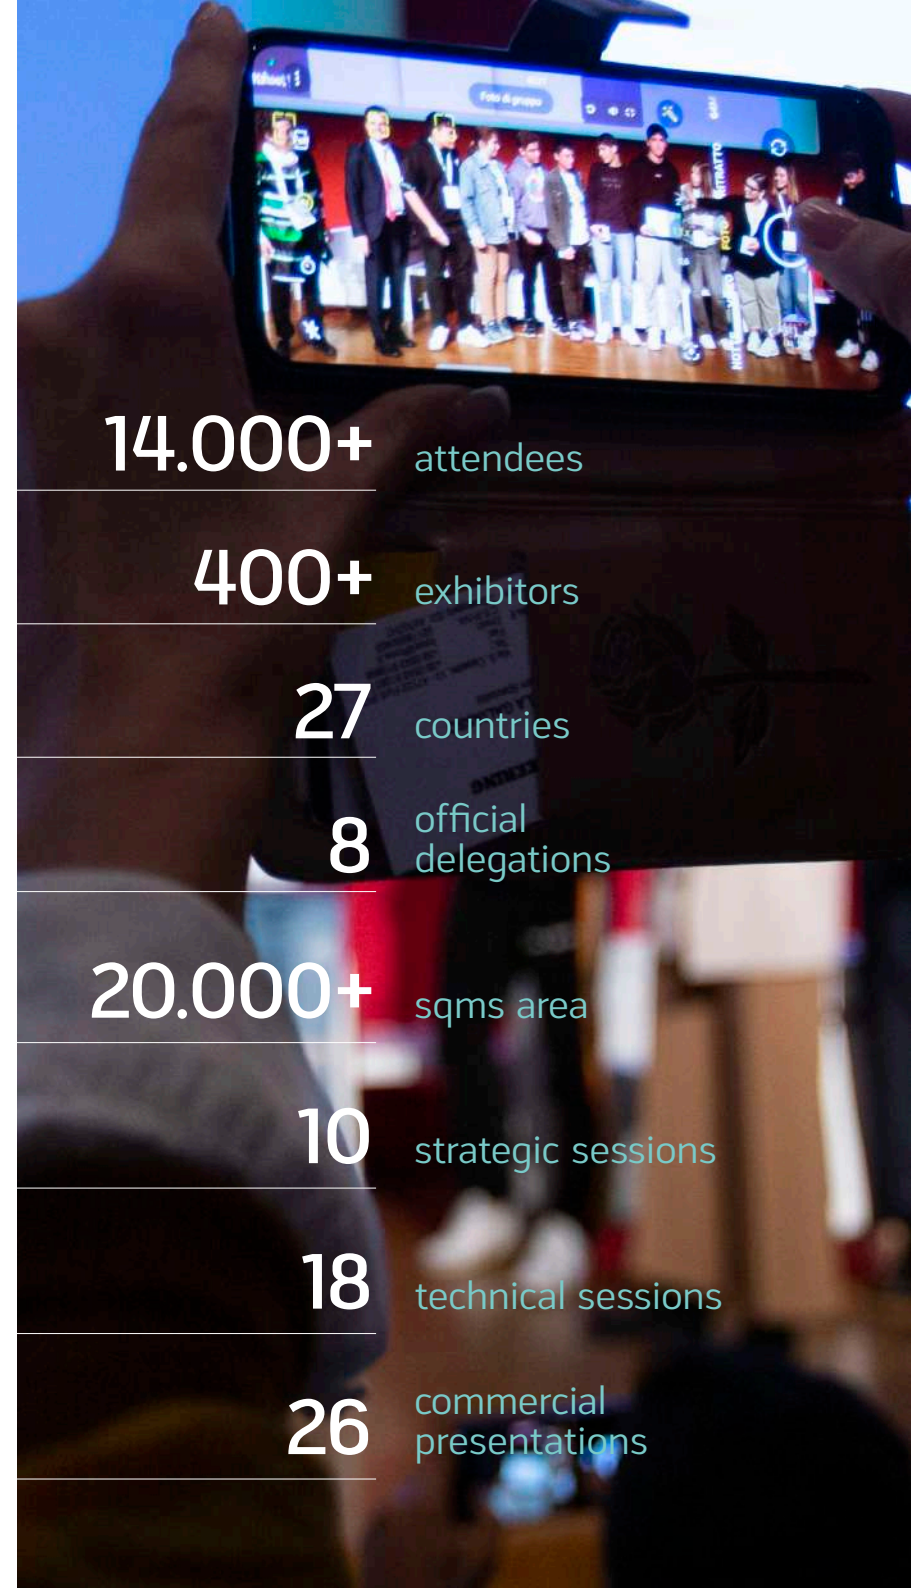 Foto di gruppo
RITRATTO
FOTO
14.000+ attendees
400+ exhibitors
27 countries
8 official
delegations
20.000+ sqms area
10 strategic sessions
18 technical sessions
26 commercial
presentations